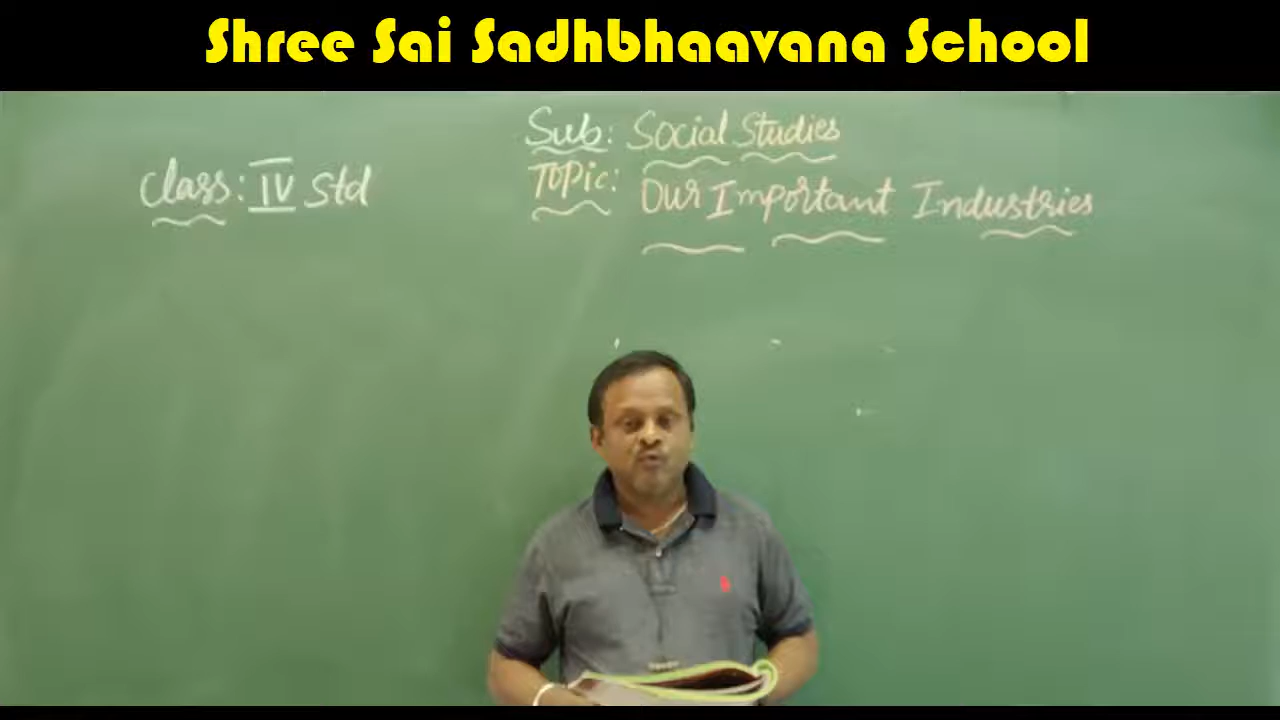 Shree Sai Sadhbhaavana School
Sub: Social Studies
Class: IV Std
Topic: Our Important Industries